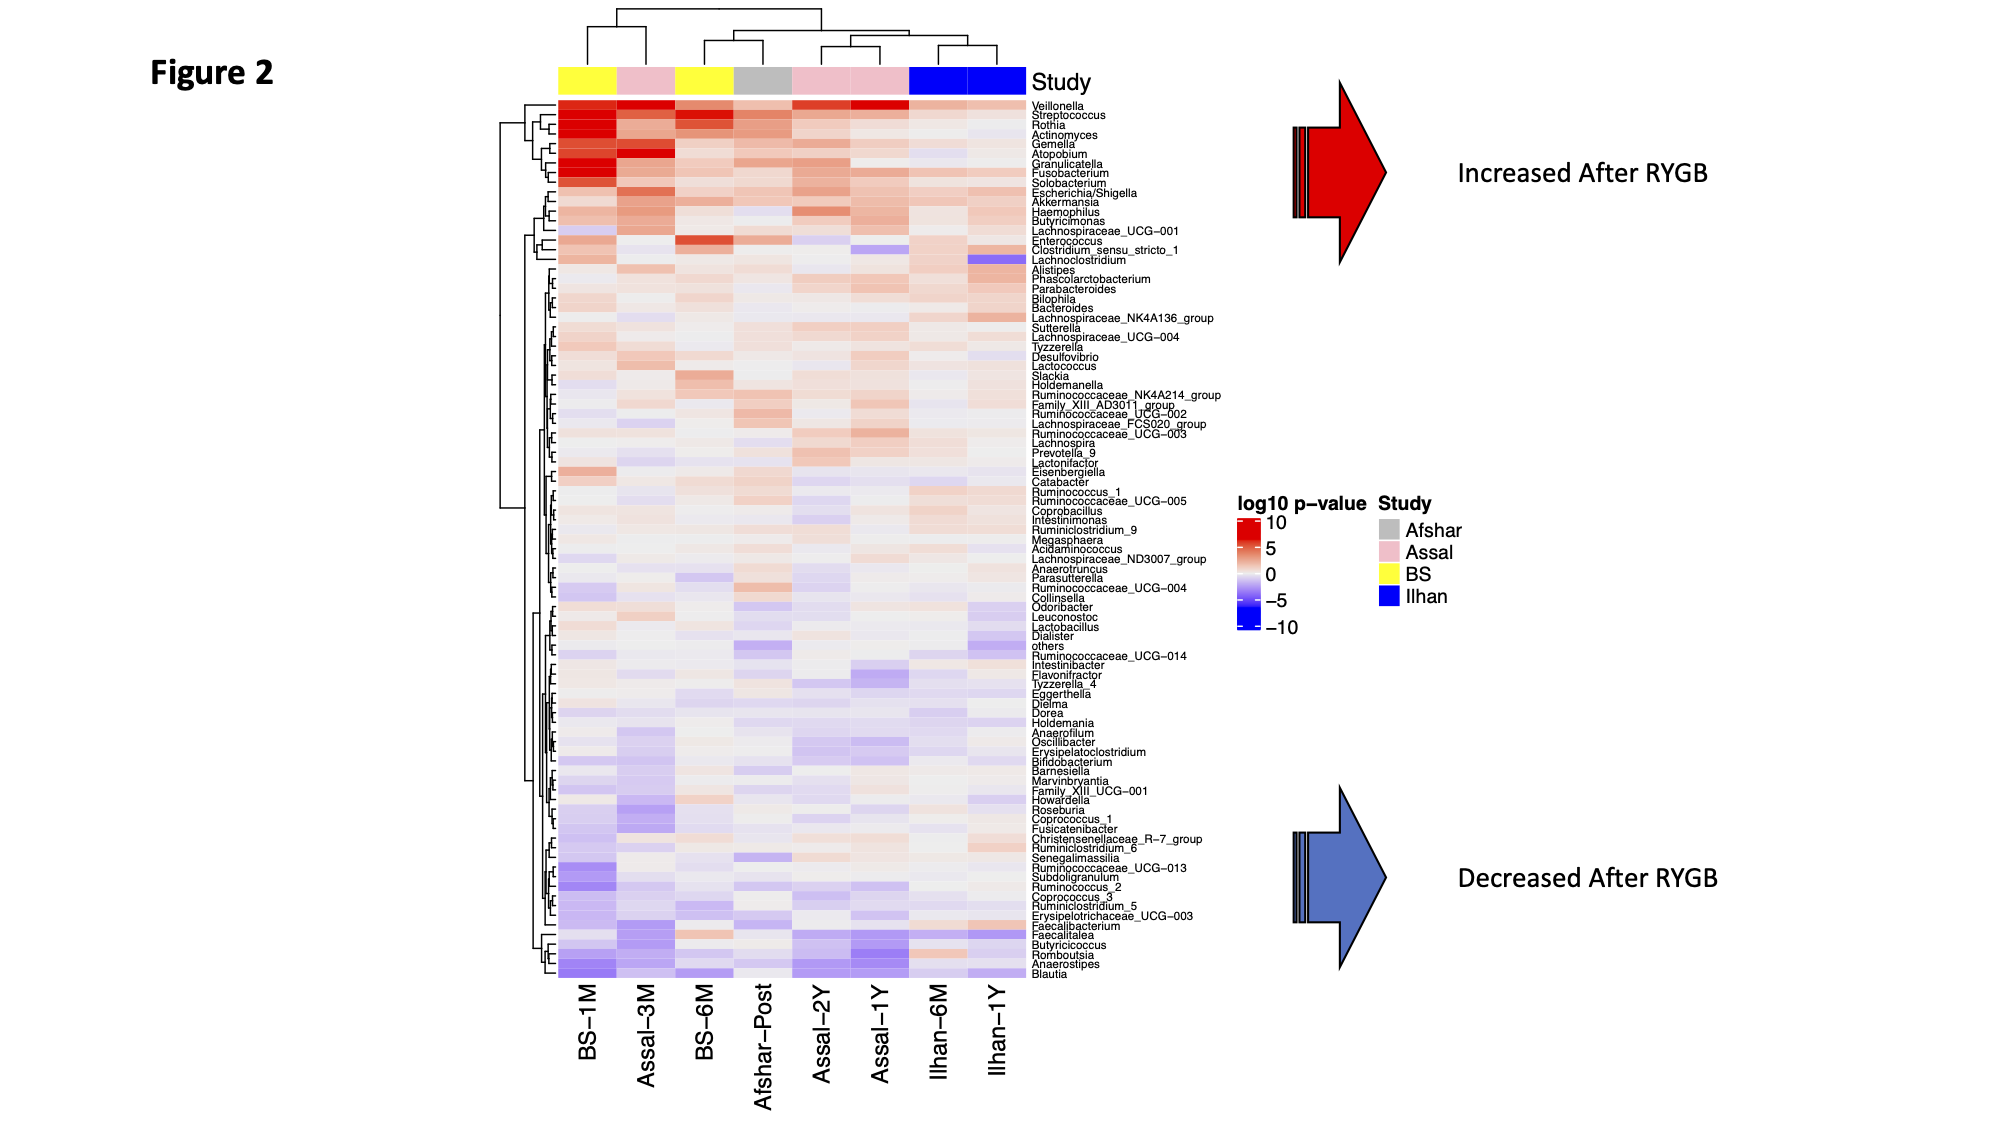 Figure 2
Study
Veillonella
Streptococcus
Rothia
Actinomyces
Gemella
Atopobium
Granulicatella
Fusobacterium
Solobacterium
Escherichia/Shigella
Akkermansia
Haemophilus
Butyricimonas
Lachnospiraceae_UCG−001
Enterococcus
Clostridium_sensu_stricto_1
Lachnoclostridium
Alistipes
Phascolarctobacterium
Parabacteroides
Bilophila
Bacteroides
Lachnospiraceae_NK4A136_group
Sutterella
Lachnospiraceae_UCG−004
Tyzzerella
Desulfovibrio
Lactococcus
Slackia
Holdemanella
Ruminococcaceae_NK4A214_group
Family_XIII_AD3011_group
Ruminococcaceae_UCG−002
Lachnospiraceae_FCS020_group
Ruminococcaceae_UCG−003
Lachnospira
Prevotella_9
Lactonifactor
Eisenbergiella
Catabacter
Ruminococcus_1
Ruminococcaceae_UCG−005
Coprobacillus
Intestinimonas
Ruminiclostridium_9
Megasphaera
Acidaminococcus
Lachnospiraceae_ND3007_group
Anaerotruncus
Parasutterella
Ruminococcaceae_UCG−004
Collinsella
Odoribacter
Leuconostoc
Lactobacillus
Dialister
others
Ruminococcaceae_UCG−014
Intestinibacter
Flavonifractor
Tyzzerella_4
Eggerthella
Dielma
Dorea
Holdemania
Anaerofilum
Oscillibacter
Erysipelatoclostridium
Bifidobacterium
Barnesiella
Marvinbryantia
Family_XIII_UCG−001
Howardella
Roseburia
Coprococcus_1
Fusicatenibacter
Christensenellaceae_R−7_group
Ruminiclostridium_6
Senegalimassilia
Ruminococcaceae_UCG−013
Subdoligranulum
Ruminococcus_2
Coprococcus_3
Ruminiclostridium_5
Erysipelotrichaceae_UCG−003
Faecalibacterium
Faecalitalea
Butyricicoccus
Romboutsia
Anaerostipes
Blautia
BS−1M
Assal−3M
BS−6M
Afshar−Post
Assal−2Y
Assal−1Y
Ilhan−6M
Ilhan−1Y
log10 p−value
10
5
0
−5
−10
Study
Afshar
Assal
BS
Ilhan
Increased After RYGB
Decreased After RYGB